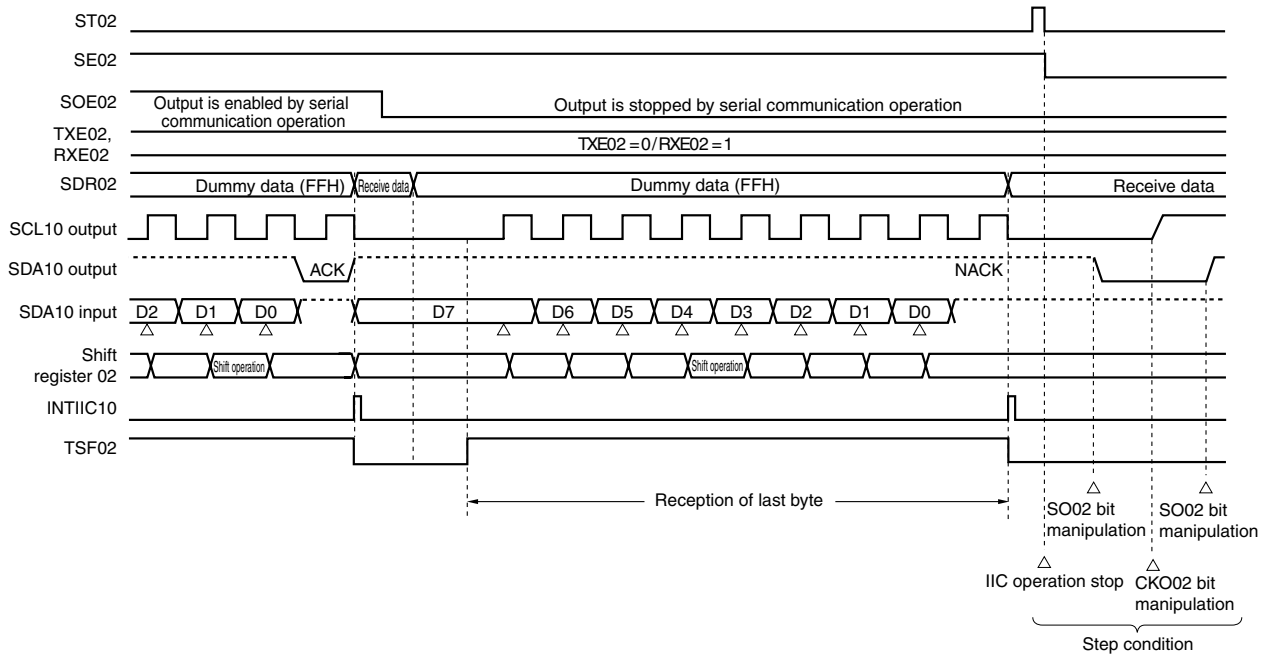 ST02
SE02
SOE02
Output is enabled by serial
communication operation
Output is stopped by serial communication operation
TXE02,
RXE02
TXE02 = 0 / RXE02 = 1
SDR02
Dummy data (FFH)
Receive data
Dummy data (FFH)
Receive data
SCL10 output
SDA10 output
ACK
NACK
SDA10 input
D2
D1
D0
D7
D6
D5
D4
D3
D2
D1
D0
Shift
register 02
Shift operation
Shift operation
INTIIC10
TSF02
Reception of last byte
SO02 bit
manipulation
SO02 bit
manipulation
IIC operation stop
CKO02 bit
manipulation
Step condition